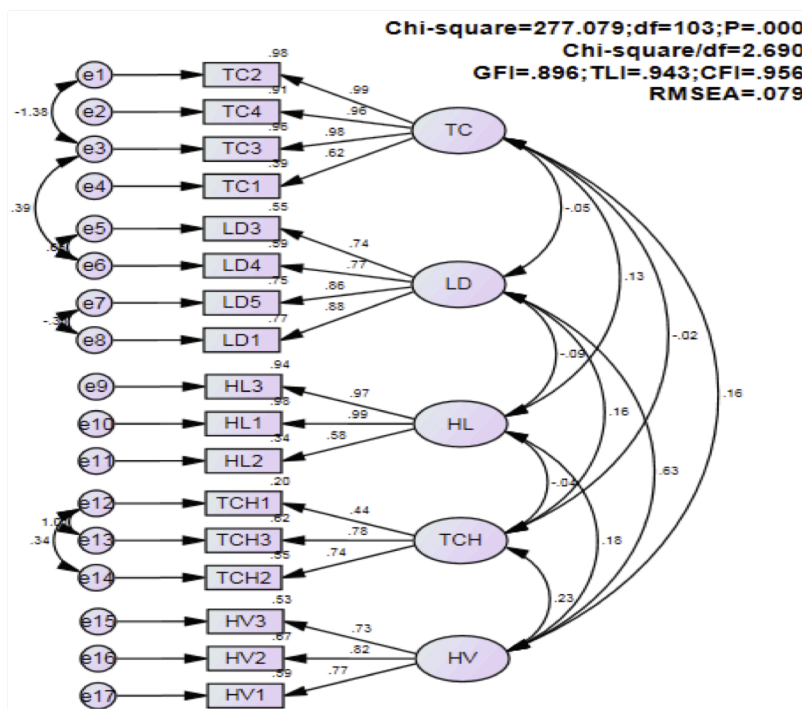 Chi-square=277.079;df=103;P=.000
Chi-square/df=2.690
GFI=.896;TLI=.943;CFI=.956
RMSEA=.079
.98
e1 TC2 .99
.91
e2 TC4 .96
-1.38
e3 TC3 .98 TC
e4 TC1 .62
.39
.39
.55
e5 LD3 .74 -.05
e6 LD4 .77
.75
e7 LD5 .86 LD .13
.77
e8 LD1 .88
-.02
.94 -.09
e9 HL3 .97 .16 .16
.98
e10 HL1 .99 HL
.34
e11 HL2 .58 .63
.20 -.04
e12 TCH1 .44
.62
e13 TCH3 .78 TCH .18
.34
e14 TCH2 .74
.53 .23
e15 HV3 .73
.67
e16 HV2 .82 HV
e17 HV1 .77